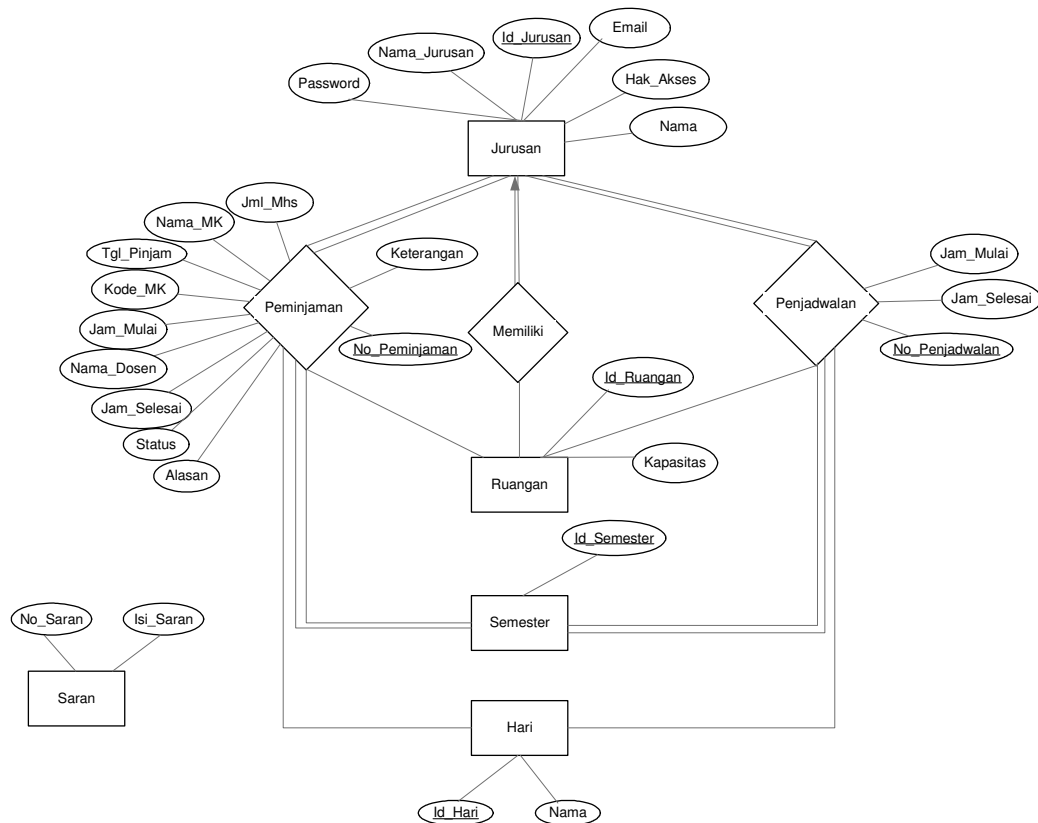 Email
Id_Jurusan
Nama_Jurusan
Password
Hak_Akses
Nama
Jurusan
Jml_Mhs
Nama_MK
Tgl_Pinjam
Keterangan
Kode_MK
Peminjaman
Jam_Mulai
No_Peminjaman
Nama_Dosen
Jam_Selesai
Status
Alasan
Memiliki
Penjadwalan
Jam_Mulai
Jam_Selesai
No_Penjadwalan
Id_Ruangan
Kapasitas
Ruangan
Id_Semester
Semester
No_Saran
Isi_Saran
Saran
Hari
Id_Hari
Nama